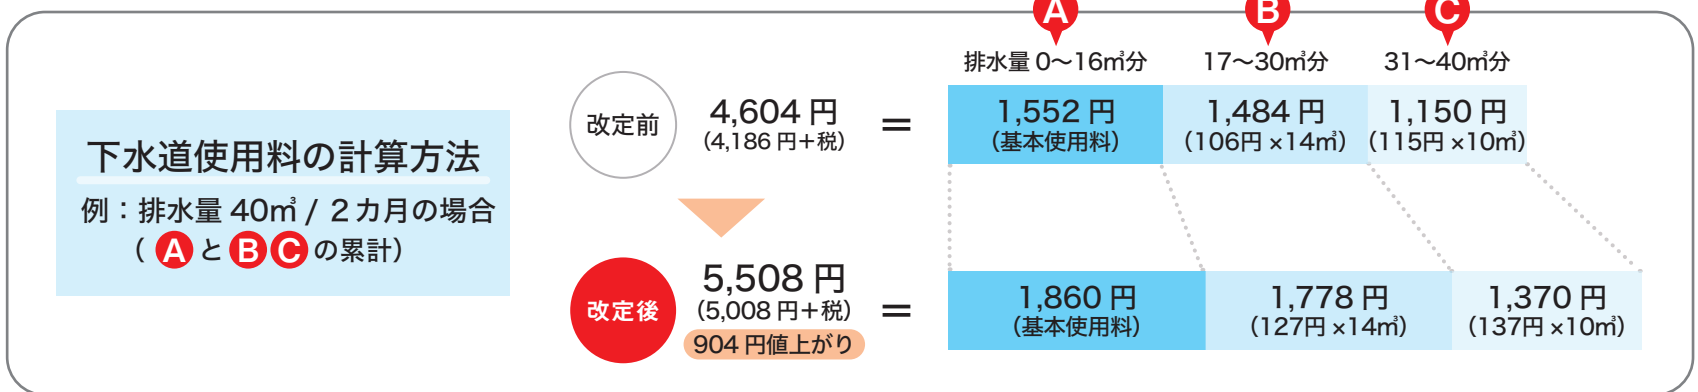 下水道使用料の計算方法
例：排水量 40㎥ / 2カ月の場合
（ A と B C の累計）
改定前
4,604 円
（4,186 円＋税）
＝
A
排水量 0〜16㎥分
1,552 円
（基本使用料）
B
17〜30㎥分
1,484 円
（106円 ×14㎥）
C
31〜40㎥分
1,150 円
（115円 ×10㎥）
改定後
5,508 円
（5,008 円＋税）
904 円値上がり
＝
1,860 円
（基本使用料）
1,778 円
（127円 ×14㎥）
1,370 円
（137円 ×10㎥）